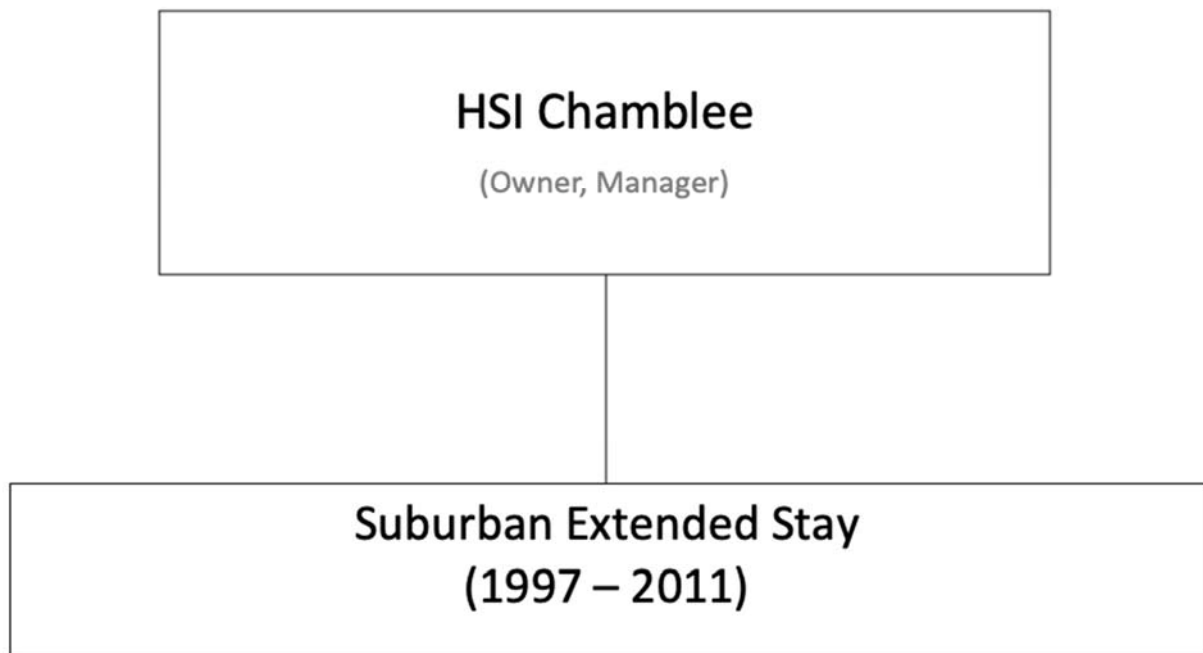 HSI Chamblee
(Owner, Manager)
Suburban Extended Stay
(1997 – 2011)